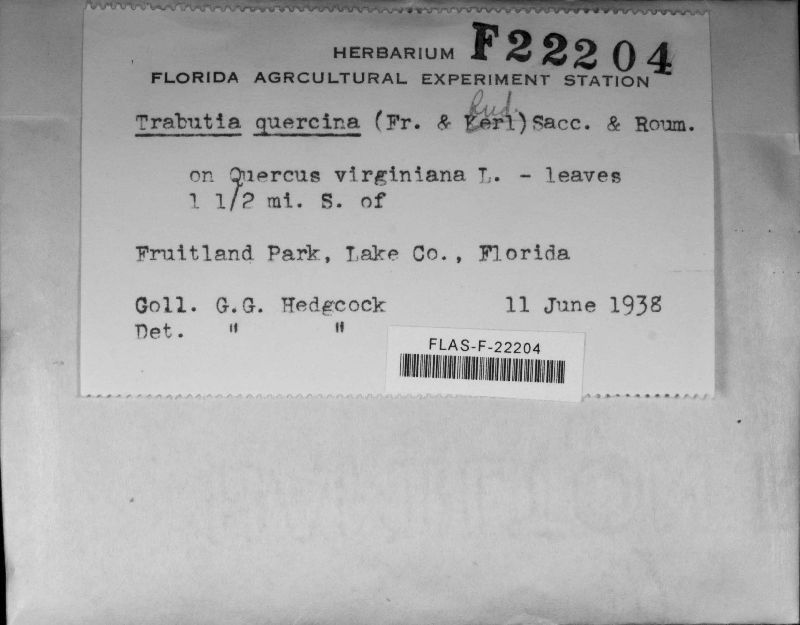 HERBARIUM F22204
FLORIDA AGRCULTURAL EXPERIMENT STATION
Rud.
Trabutia quercina (Fr. & Kerl) Sacc. & Roum.
on Quercus virginiana L. - leaves
1 1/2 mi. S. of
Fruitland Park, Lake Co., Florida
Coll. G.G. Hedgcock 11 June 1938
Det. " "
FLAS-F-22204